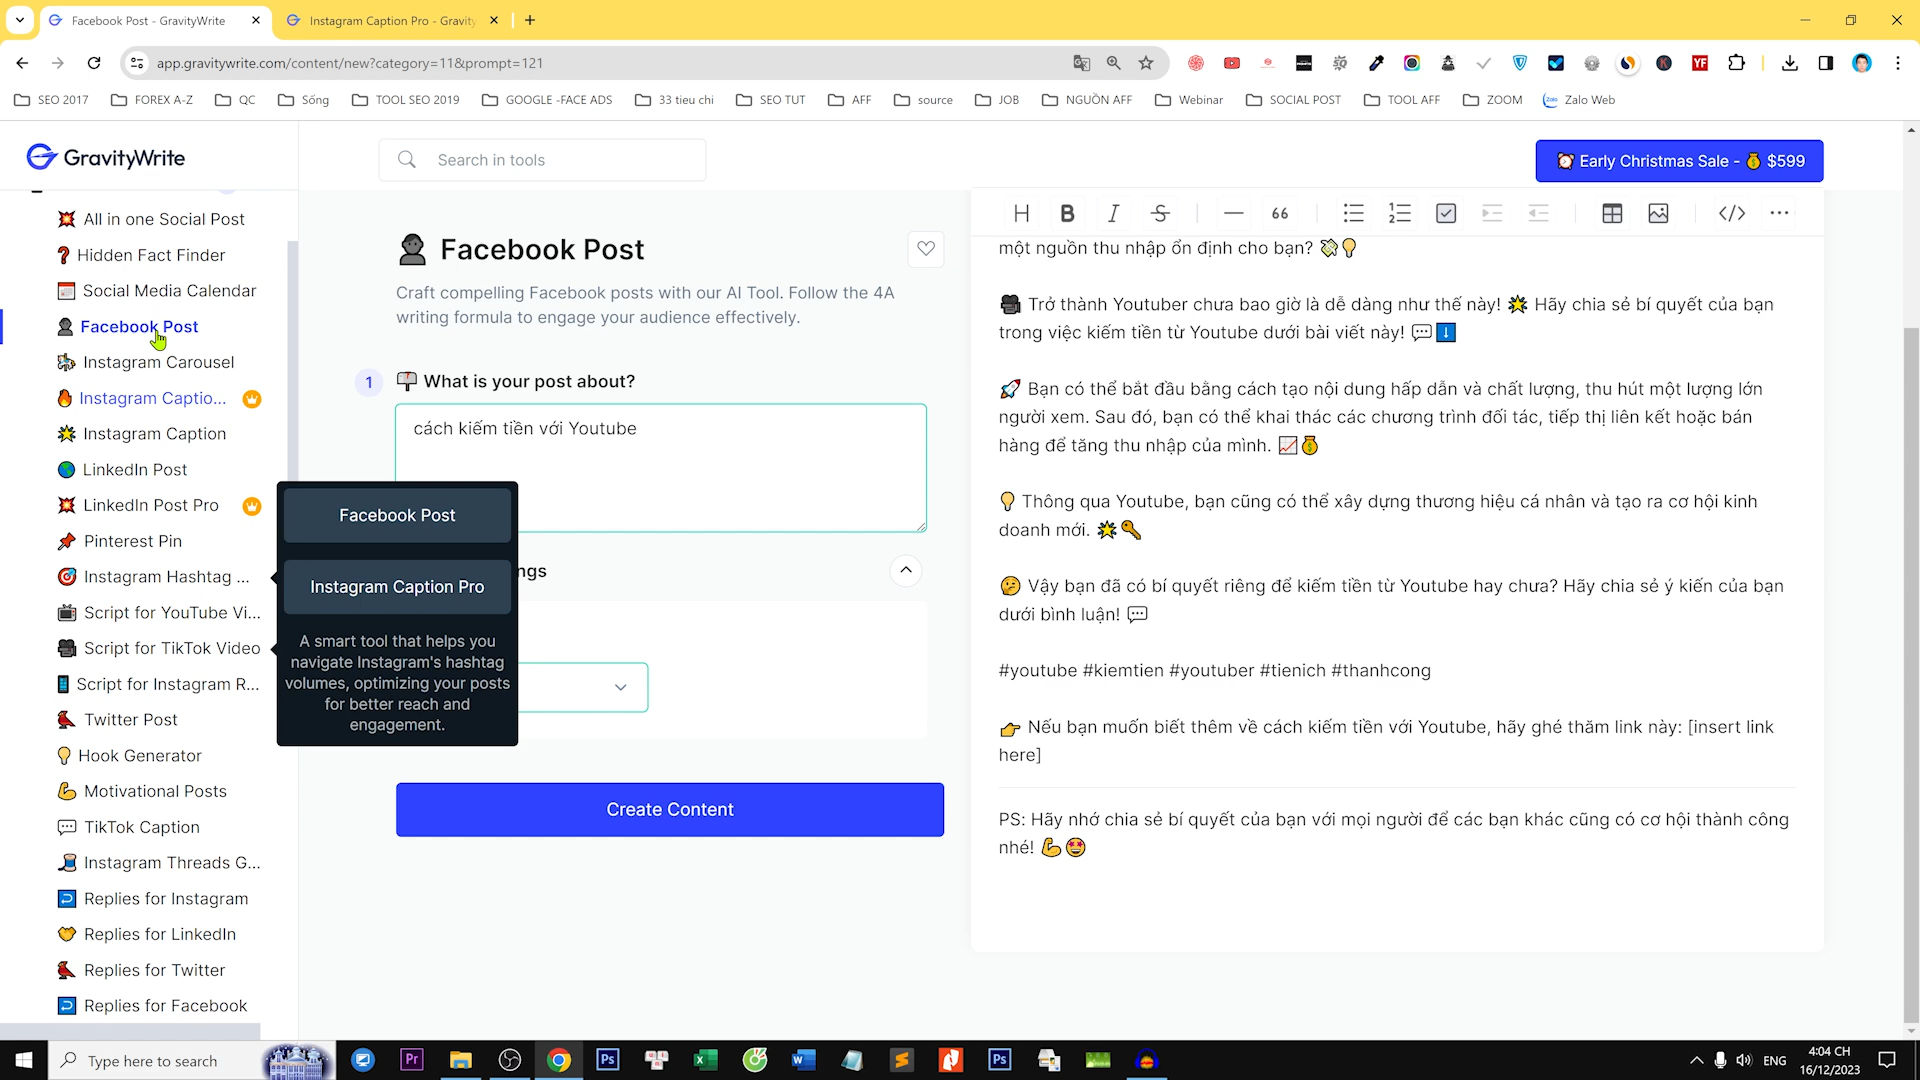 Facebook Post - GravityWrite
Instagram Caption Pro - Gravity
app.gravitywrite.com/content/new?category=11&prompt=121
SEO 2017
FOREX A-Z
QC
Sống
TOOL SEO 2019
GOOGLE -FACE ADS
33 tieu chi
SEO TUT
AFF
source
JOB
NGUỒN AFF
Webinar
SOCIAL POST
TOOL AFF
ZOOM
Zalo Web
GravityWrite
Search in tools
Early Christmas Sale - 💰 $599
All in one Social Post
Hidden Fact Finder
Social Media Calendar
Facebook Post
Instagram Carousel
Instagram Captio...
Instagram Caption
LinkedIn Post
LinkedIn Post Pro
Pinterest Pin
Instagram Hashtag ...
Script for YouTube Vi...
Script for TikTok Video
Script for Instagram R...
Twitter Post
Hook Generator
Motivational Posts
TikTok Caption
Instagram Threads G...
Replies for Instagram
Replies for LinkedIn
Replies for Twitter
Replies for Facebook
Facebook Post
Craft compelling Facebook posts with our AI Tool. Follow the 4A
writing formula to engage your audience effectively.
1 What is your post about?
cách kiếm tiền với Youtube
ngs
Facebook Post
Instagram Caption Pro
A smart tool that helps you
navigate Instagram's hashtag
volumes, optimizing your posts
for better reach and
engagement.
Create Content
H B I S 66 </>
một nguồn thu nhập ổn định cho bạn? 💸💡
🎥 Trở thành Youtuber chưa bao giờ là dễ dàng như thế này! 🌟 Hãy chia sẻ bí quyết của bạn
trong việc kiếm tiền từ Youtube dưới bài viết này! 💬⬇️
🚀 Bạn có thể bắt đầu bằng cách tạo nội dung hấp dẫn và chất lượng, thu hút một lượng lớn
người xem. Sau đó, bạn có thể khai thác các chương trình đối tác, tiếp thị liên kết hoặc bán
hàng để tăng thu nhập của mình. 📈💰
💡 Thông qua Youtube, bạn cũng có thể xây dựng thương hiệu cá nhân và tạo ra cơ hội kinh
doanh mới. 🌟🔑
🤔 Vậy bạn đã có bí quyết riêng để kiếm tiền từ Youtube hay chưa? Hãy chia sẻ ý kiến của bạn
dưới bình luận! 💬
#youtube #kiemtien #youtuber #tienich #thanhcong
👉 Nếu bạn muốn biết thêm về cách kiếm tiền với Youtube, hãy ghé thăm link này: [insert link
here]
PS: Hãy nhớ chia sẻ bí quyết của bạn với mọi người để các bạn khác cũng có cơ hội thành công
nhé! 💪🤩
Type here to search
ENG
4:04 CH
16/12/2023